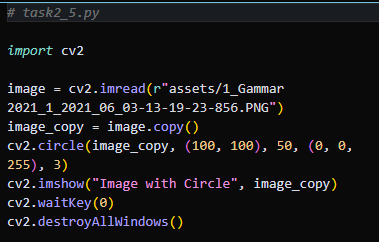 # task2_5.py
import cv2
image = cv2.imread(r"assets/1_Gammar
2021_1_2021_06_03-13-19-23-856.PNG")
image_copy = image.copy()
cv2.circle(image_copy, (100, 100), 50, (0, 0,
255), 3)
cv2.imshow("Image with Circle", image_copy)
cv2.waitKey(0)
cv2.destroyAllWindows()